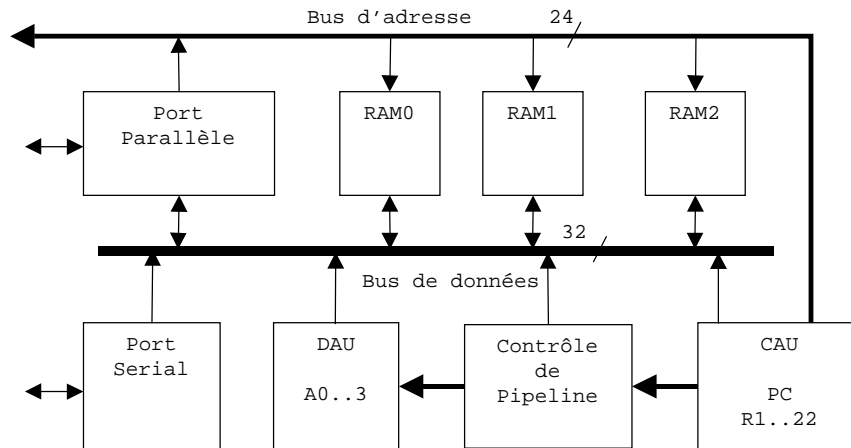 Bus d'adresse
24
Port
Parallèle
RAM0
RAM1
RAM2
32
Bus de données
Port
Serial
DAU
A0..3
Contrôle
de
Pipeline
CAU
PC
R1..22